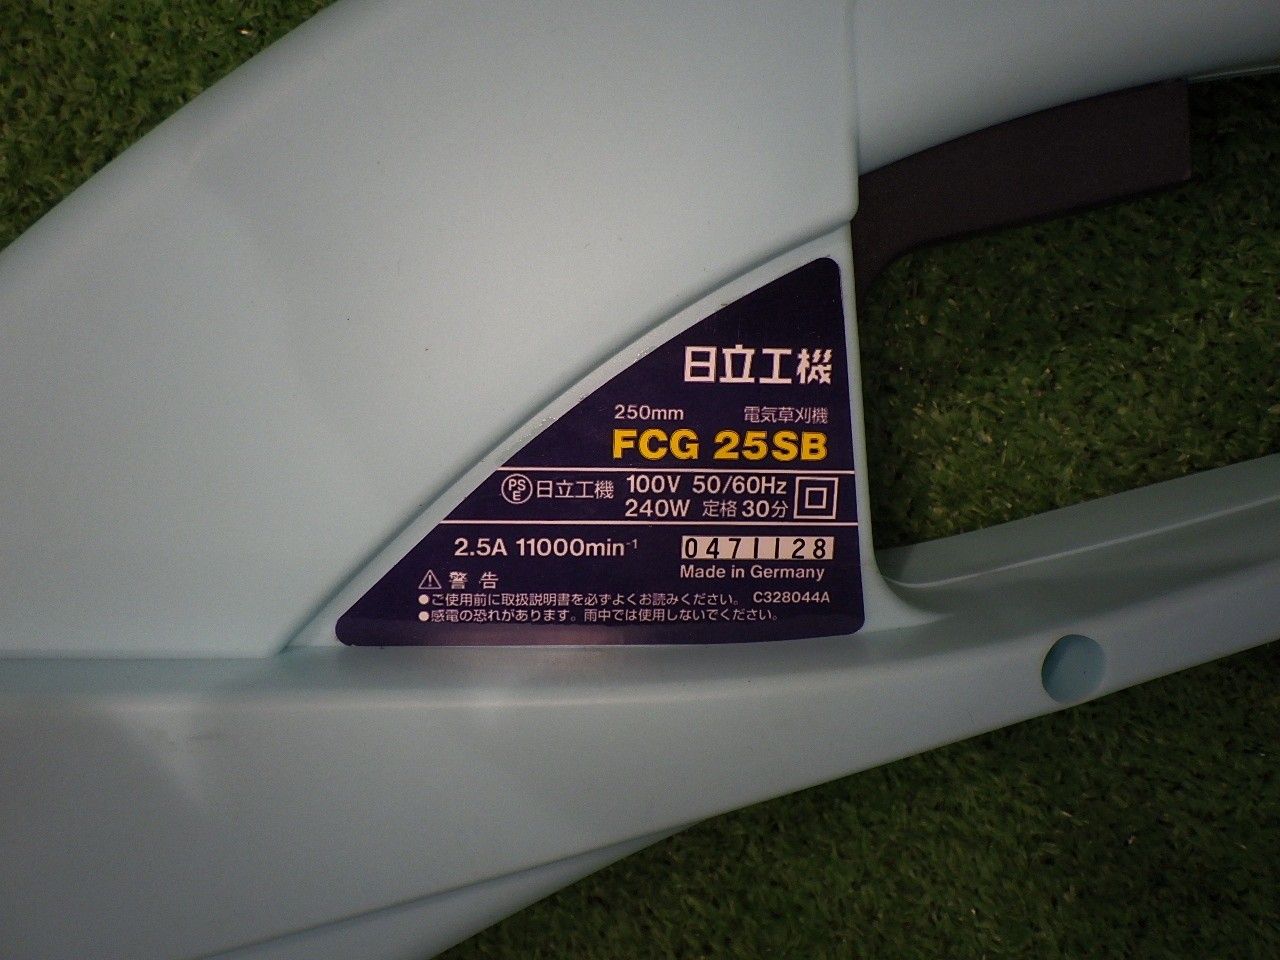 日立工機
250mm 電気草刈機
FCG 25SB
PSE 日立工機 100V 50/60Hz
240W 定格 30分
2.5A 11000min⁻¹ 0471128
Made in Germany
⚠ 警告
●ご使用前に取扱説明書を必ずよくお読みください。 C328044A
●感電の恐れがあります。雨中では使用しないでください。